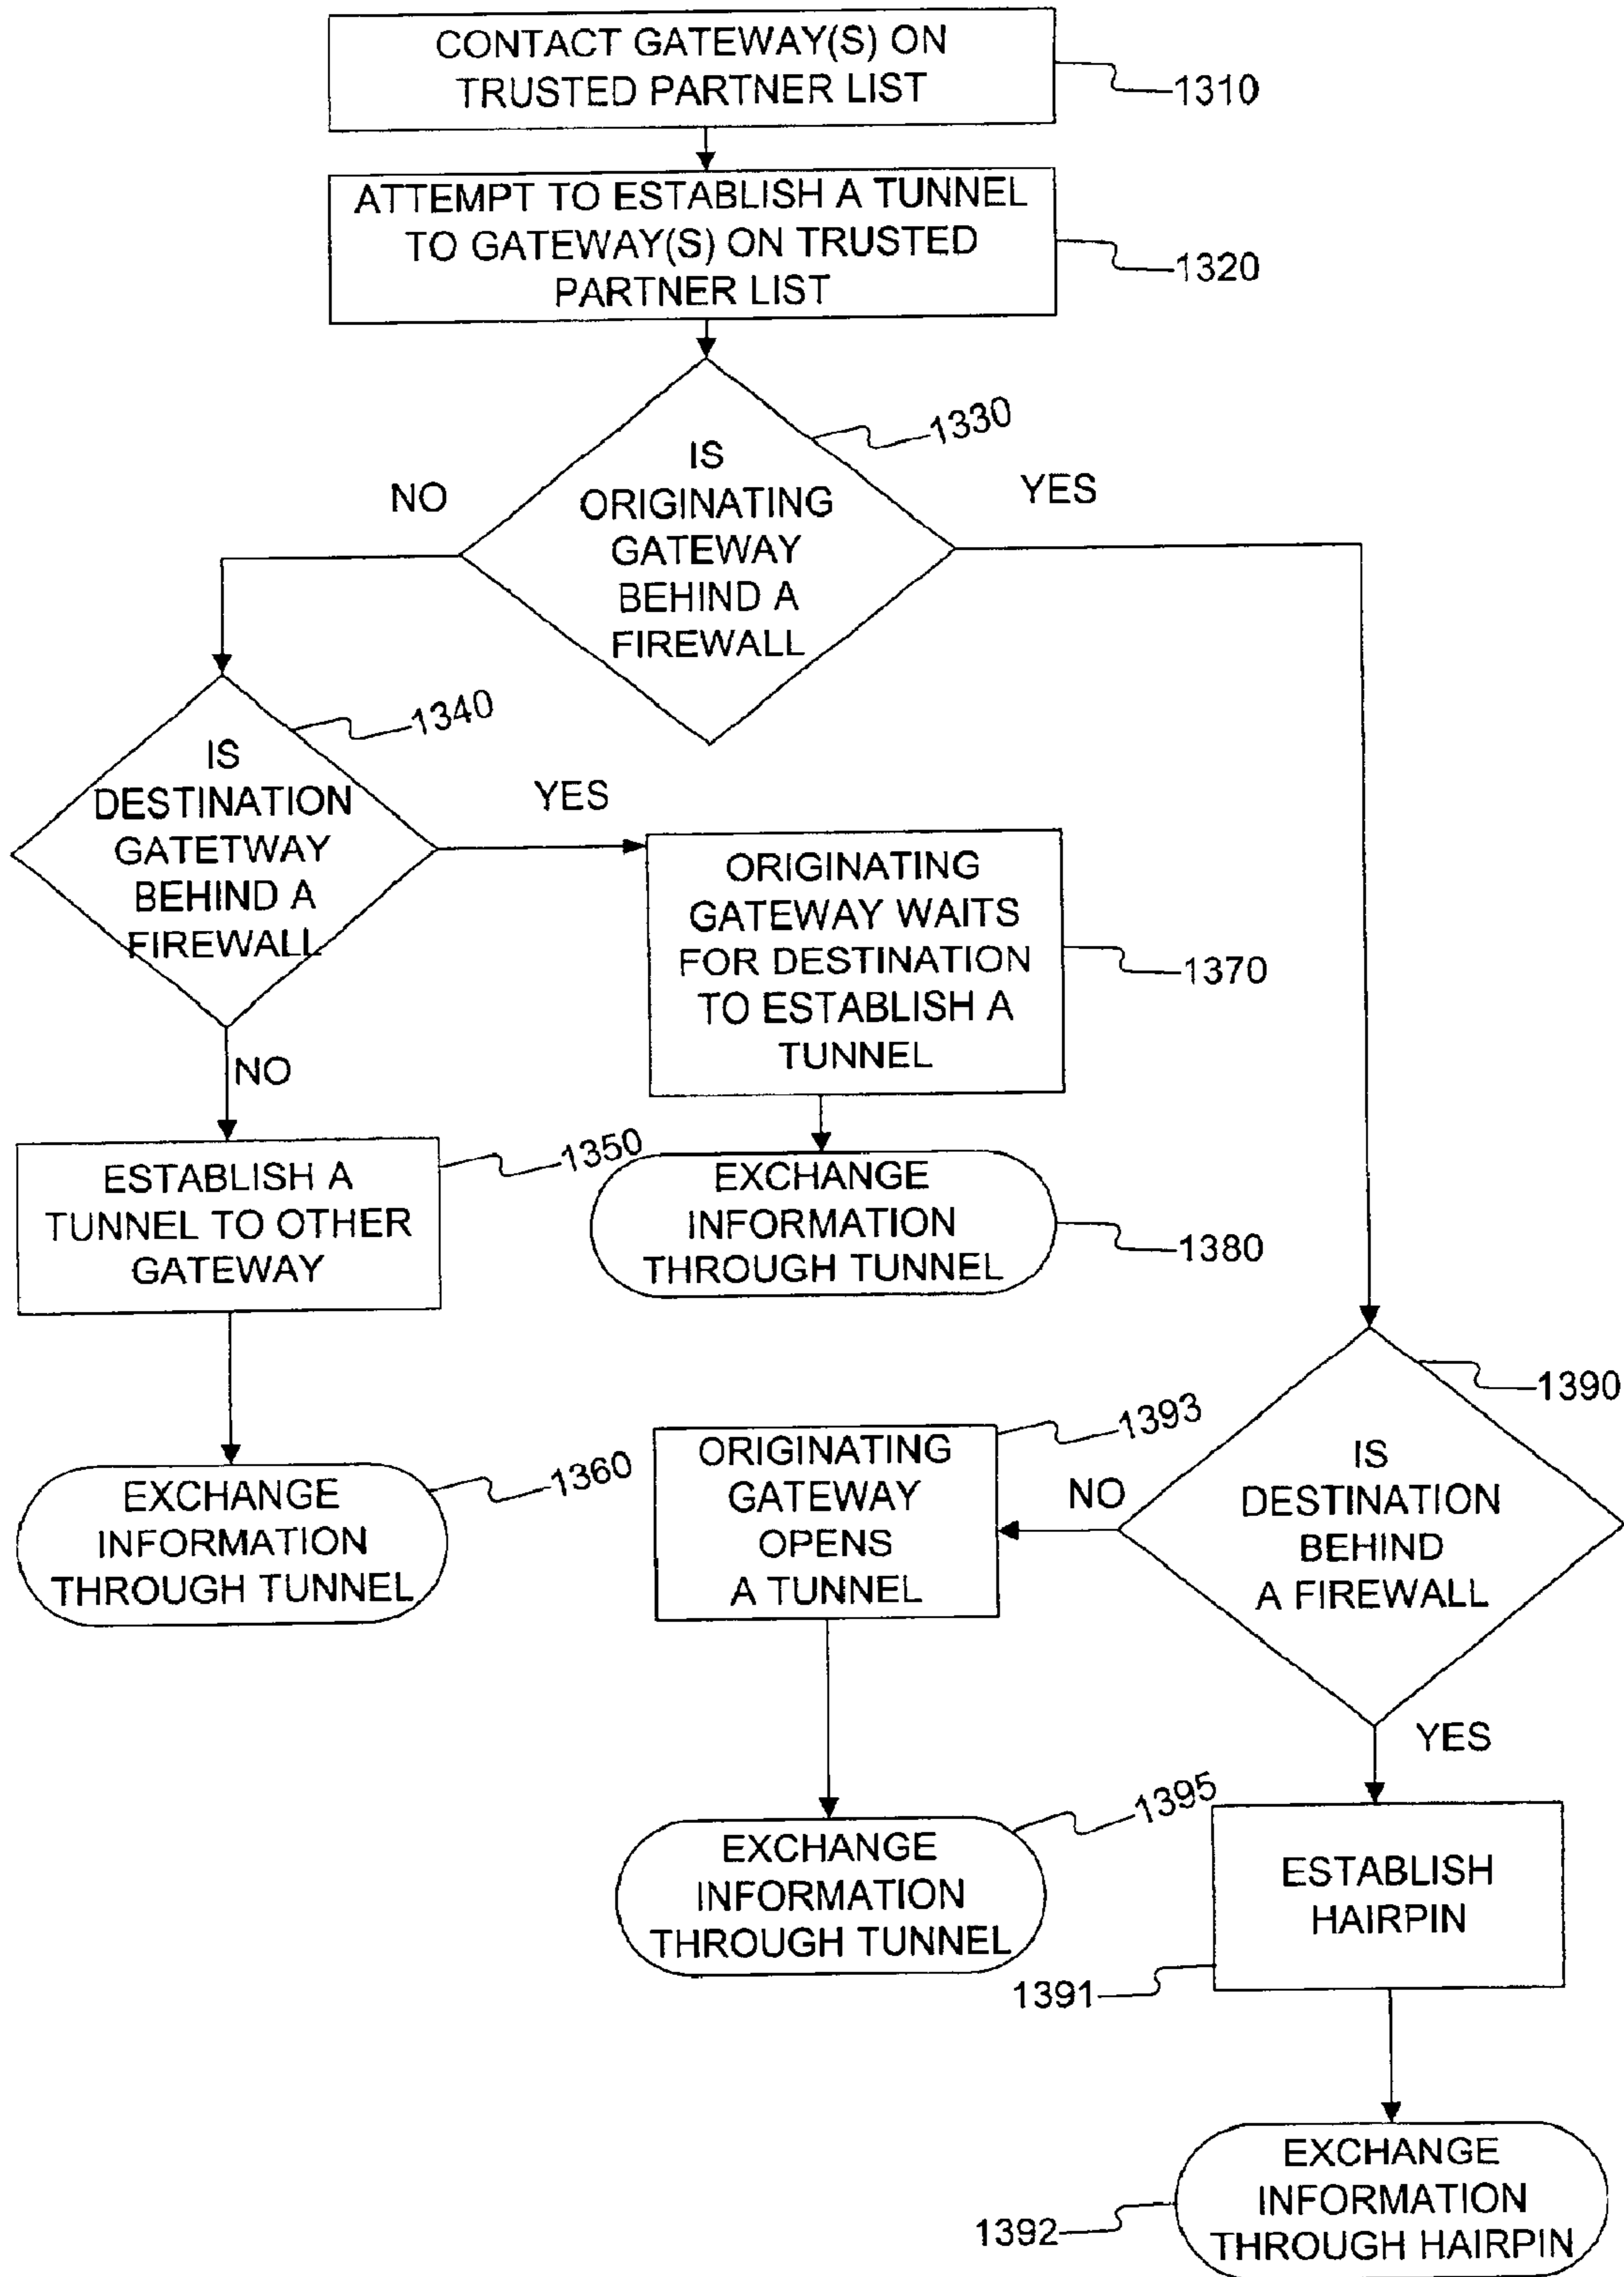 CONTACT GATEWAY(S) ON
TRUSTED PARTNER LIST
1310
ATTEMPT TO ESTABLISH A TUNNEL
TO GATEWAY(S) ON TRUSTED
PARTNER LIST
1320
IS
ORIGINATING
GATEWAY
BEHIND A
FIREWALL
1330
NO
YES
IS
DESTINATION
GATETWAY
BEHIND A
FIREWALL
1340
YES
NO
ORIGINATING
GATEWAY WAITS
FOR DESTINATION
TO ESTABLISH A
TUNNEL
1370
ESTABLISH A
TUNNEL TO OTHER
GATEWAY
1350
EXCHANGE
INFORMATION
THROUGH TUNNEL
1380
EXCHANGE
INFORMATION
THROUGH TUNNEL
1360
IS
DESTINATION
BEHIND
A FIREWALL
1390
NO
YES
ORIGINATING
GATEWAY
OPENS
A TUNNEL
1393
EXCHANGE
INFORMATION
THROUGH TUNNEL
1395
ESTABLISH
HAIRPIN
1391
EXCHANGE
INFORMATION
THROUGH HAIRPIN
1392